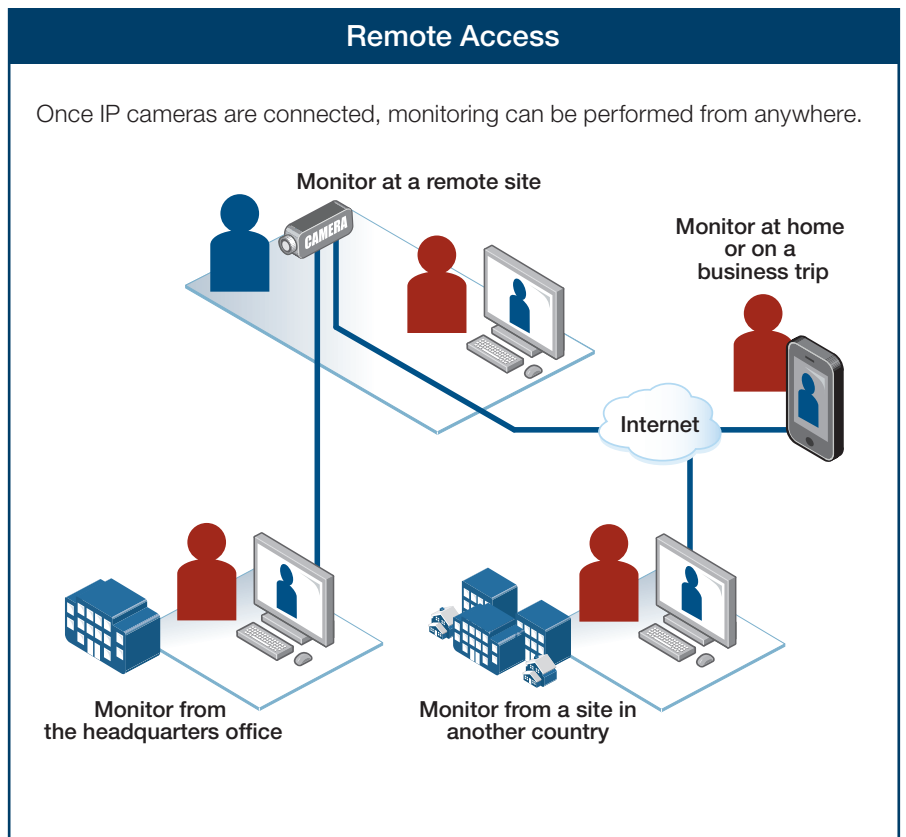 Remote Access
Once IP cameras are connected, monitoring can be performed from anywhere.
Monitor at a remote site
CAMERA
Monitor at home
or on a
business trip
Internet
Monitor from
the headquarters office
Monitor from a site in
another country